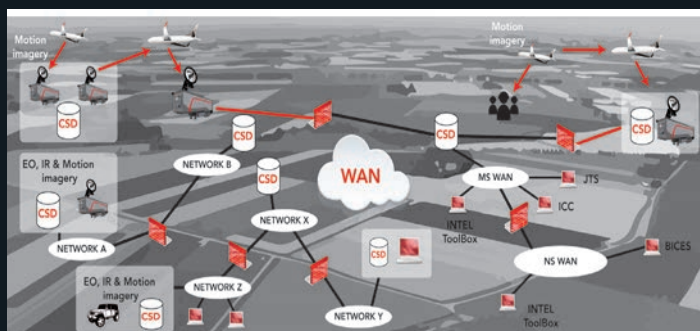 Motion
imagery
Motion
imagery
CSD
CSD
CSD
CSD
EO, IR & Motion
imagery
NETWORK B
CSD
WAN
MS WAN
JTS
CSD
ICC
NETWORK X
INTEL
ToolBox
NETWORK A
CSD
BICES
NS WAN
EO, IR & Motion
imagery
NETWORK Z
CSD
NETWORK Y
INTEL
ToolBox